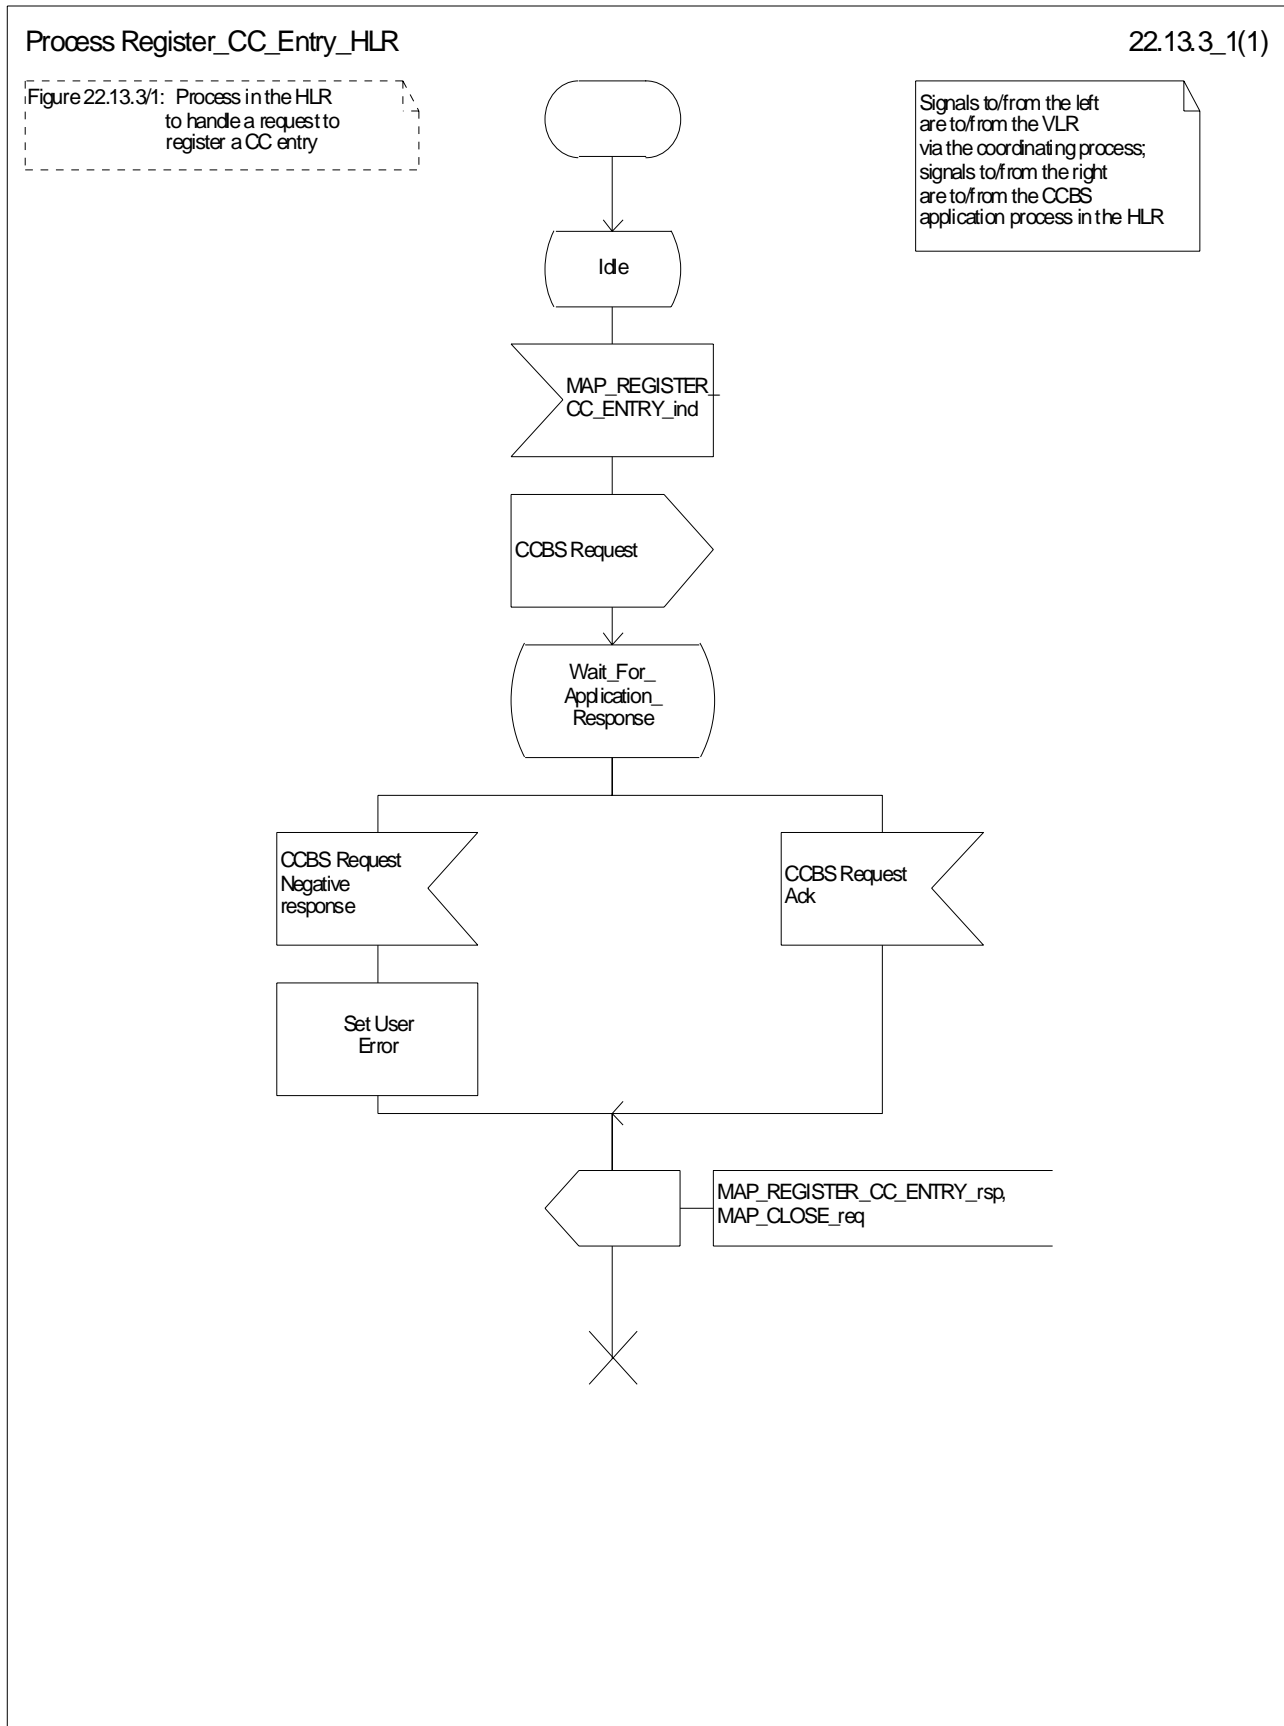 Process Register_CC_Entry_HLR
22.13.3_1(1)
Figure 22.13.3/1: Process in the HLR
to handle a request to
register a CC entry
Signals to/from the left
are to/from the VLR
via the coordinating process;
signals to/from the right
are to/from the CCBS
application process in the HLR
Idle
MAP_REGISTER_
CC_ENTRY_ind
CCBS Request
Wait_For_
Application_
Response
CCBS Request
Negative
response
CCBS Request
Ack
Set User
Error
MAP_REGISTER_CC_ENTRY_rsp,
MAP_CLOSE_req